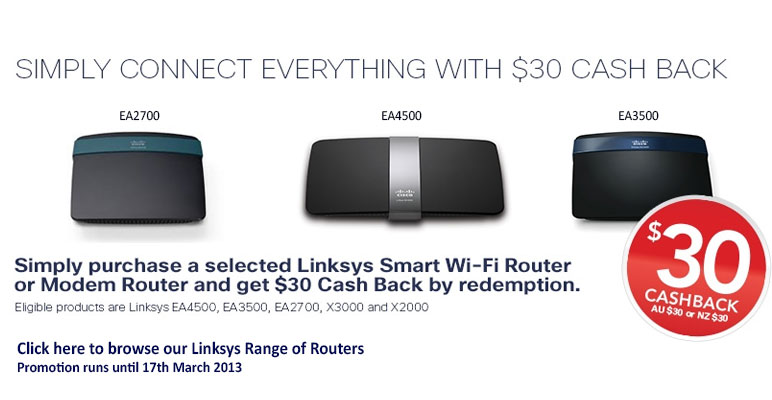 SIMPLY CONNECT EVERYTHING WITH $30 CASH BACK
EA2700
EA4500
EA3500
CISCO
Simply purchase a selected Linksys Smart Wi-Fi Router
or Modem Router and get $30 Cash Back by redemption.
Eligible products are Linksys EA4500, EA3500, EA2700, X3000 and X2000
$30
CASHBACK
AU $30 or NZ $30
Click here to browse our Linksys Range of Routers
Promotion runs until 17th March 2013